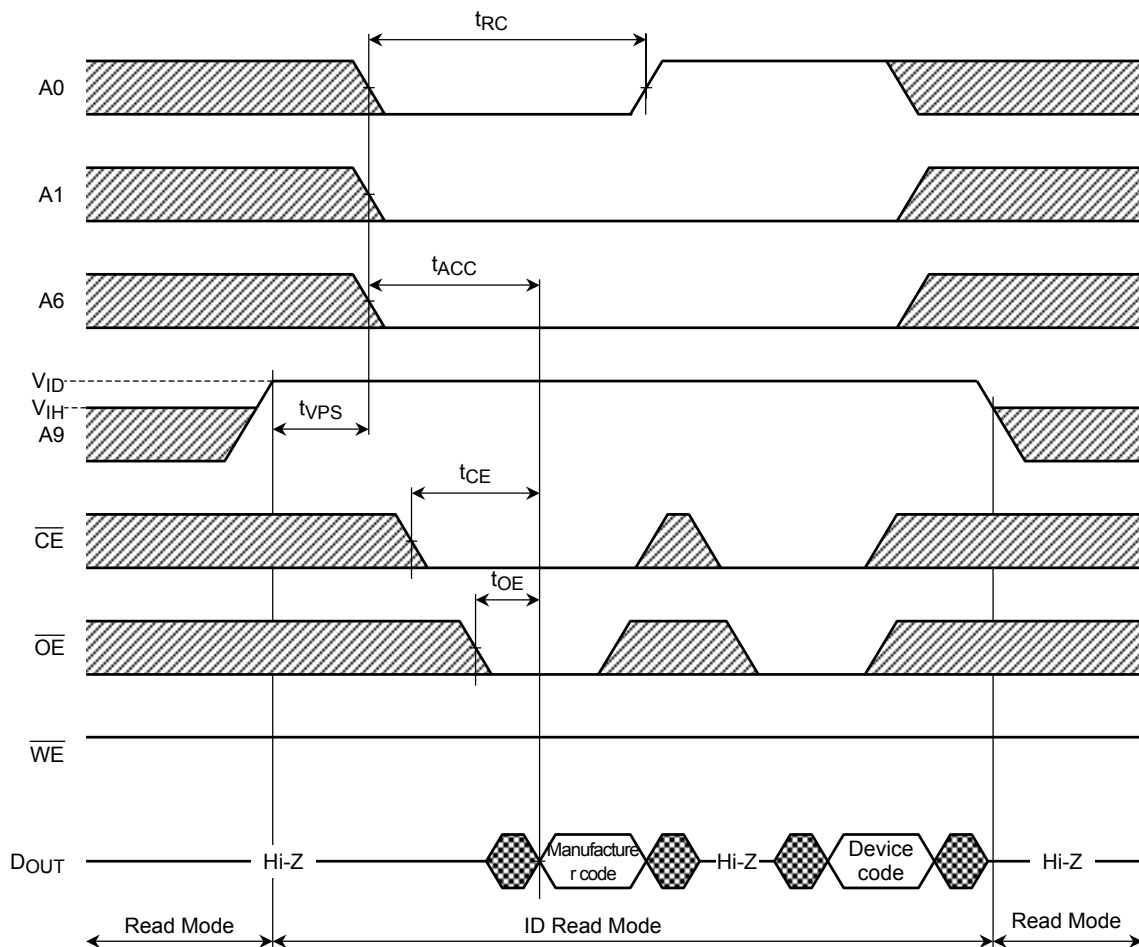 tRC
A0
A1
tACC
A6
VID
VIH
tVPS
A9
tCE
CE
tOE
OE
WE
Manufacture
r code
Device
code
DOUT
Hi-Z
Hi-Z
Hi-Z
Read Mode
ID Read Mode
Read Mode